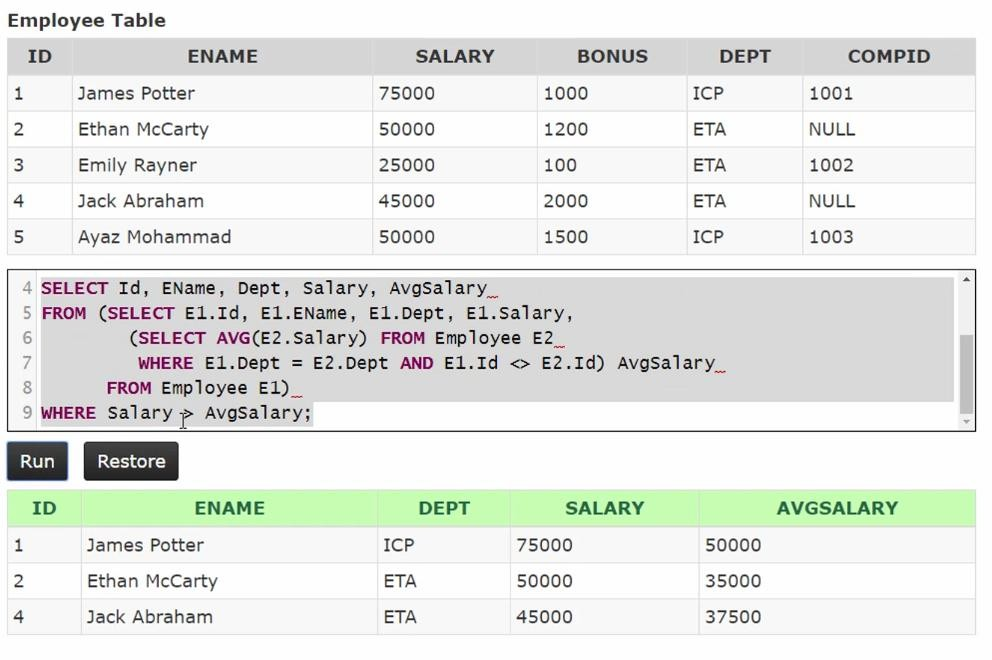 Employee Table
ID ENAME SALARY BONUS DEPT COMPID
1 James Potter 75000 1000 ICP 1001
2 Ethan McCarty 50000 1200 ETA NULL
3 Emily Rayner 25000 100 ETA 1002
4 Jack Abraham 45000 2000 ETA NULL
5 Ayaz Mohammad 50000 1500 ICP 1003
4 SELECT Id, EName, Dept, Salary, AvgSalary
5 FROM (SELECT E1.Id, E1.EName, E1.Dept, E1.Salary,
6 (SELECT AVG(E2.Salary) FROM Employee E2
7 WHERE E1.Dept = E2.Dept AND E1.Id <> E2.Id) AvgSalary
8 FROM Employee E1)
9 WHERE Salary > AvgSalary;
Run Restore
ID ENAME DEPT SALARY AVGSALARY
1 James Potter ICP 75000 50000
2 Ethan McCarty ETA 50000 35000
4 Jack Abraham ETA 45000 37500